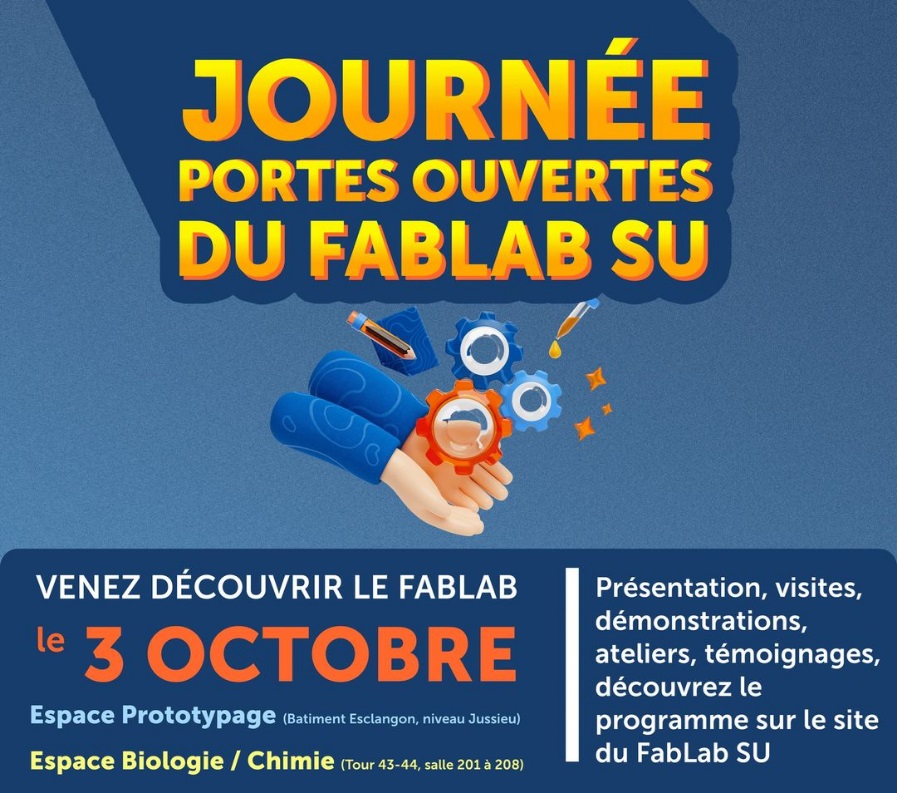 JOURNÉE
PORTES OUVERTES
DU FABLAB SU
VENEZ DÉCOUVRIR LE FABLAB
le 3 OCTOBRE
Espace Prototypage (Batiment Esclangon, niveau Jussieu)
Espace Biologie / Chimie (Tour 43-44, salle 201 à 208)
Présentation, visites,
démonstrations,
ateliers, témoignages,
découvrez le
programme sur le site
du FabLab SU